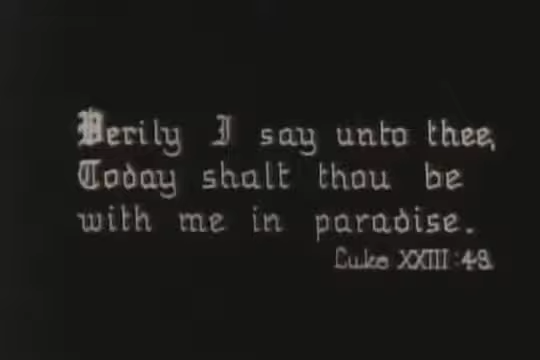 Verily I say unto thee,
Today shalt thou be
with me in paradise.
Luke XXIII:43.